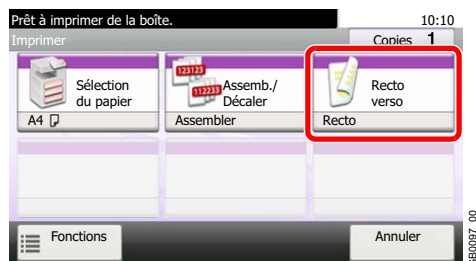 Prêt à imprimer de la boîte.
10:10
Imprimer
Copies 1
Sélection
du papier
A4
123123
112233
Assemb./
Décaler
Assembler
Recto
verso
Recto
Fonctions
Annuler